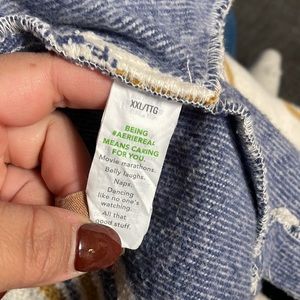 XXL/TTG
BEING
#AERIEREAL
MEANS CARING
FOR YOU.
Movie marathons.
Belly laughs.
Naps.
Dancing
like no one's
watching.
All that
good stuff.